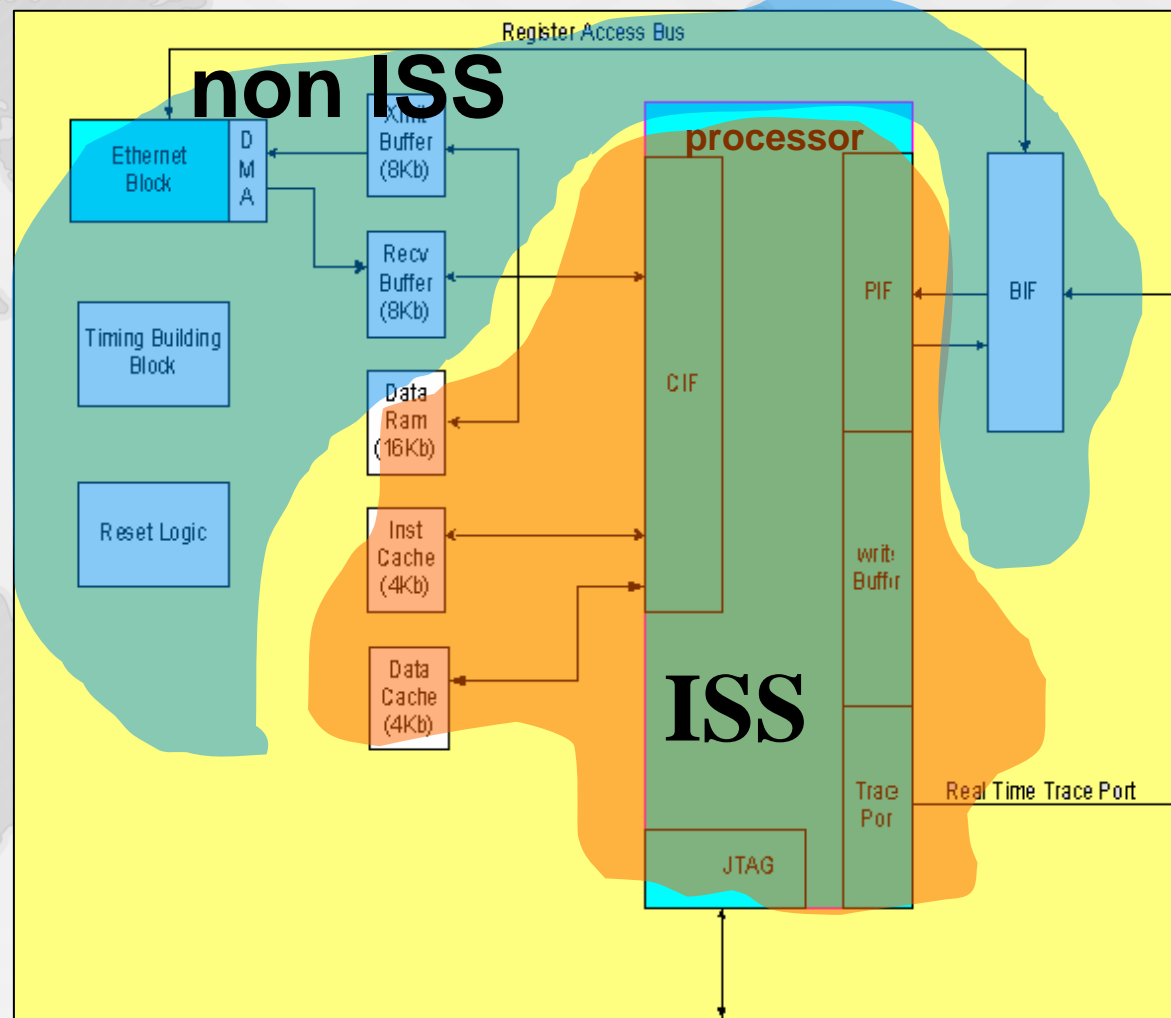 Register Access Bus
non ISS
Ethernet
Block
D
M
A
Xmit
Buffer
(8Kb)
processor
Recv
Buffer
(8Kb)
PIF
BIF
Timing Building
Block
CIF
Data
Ram
(16Kb)
Reset Logic
Inst
Cache
(4Kb)
Buffer
Data
Cache
(4Kb)
ISS
Trace
Por
Real Time Trace Port
JTAG